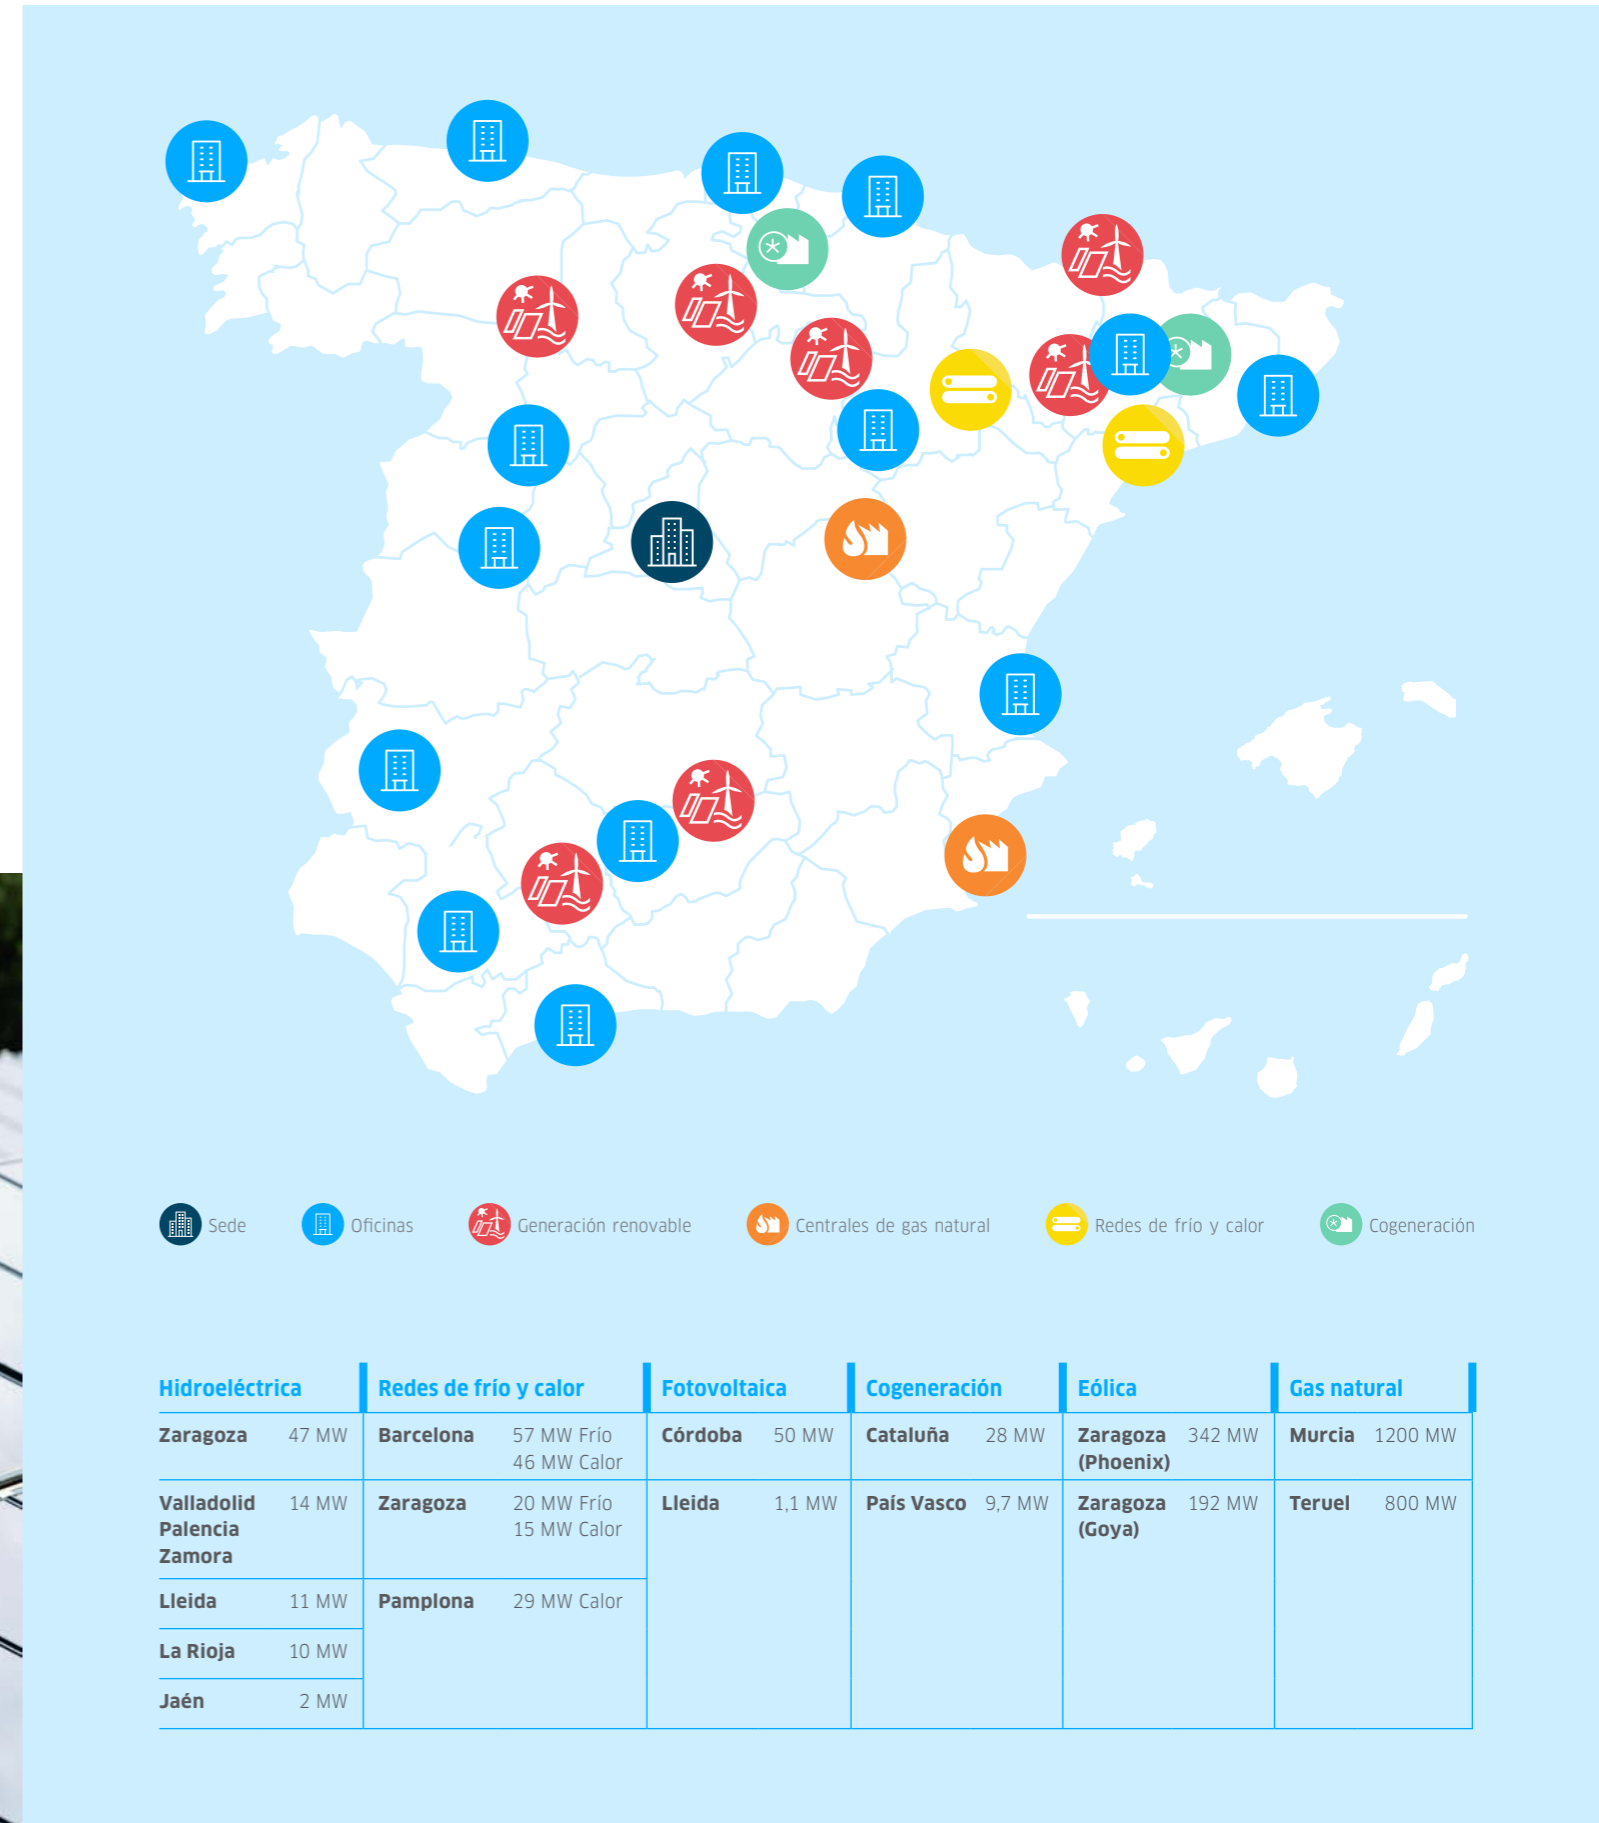 Sede
Oficinas
Generación renovable
Centrales de gas natural
Redes de frío y calor
Cogeneración
Hidroeléctrica
Zaragoza 47 MW
Valladolid 14 MW
Palencia
Zamora
Lleida 11 MW
La Rioja 10 MW
Jaén 2 MW
Redes de frío y calor
Barcelona 57 MW Frío
46 MW Calor
Zaragoza 20 MW Frío
15 MW Calor
Pamplona 29 MW Calor
Fotovoltaica
Córdoba 50 MW
Lleida 1,1 MW
Cogeneración
Cataluña 28 MW
País Vasco 9,7 MW
Eólica
Zaragoza 342 MW
(Phoenix)
Zaragoza 192 MW
(Goya)
Gas natural
Murcia 1200 MW
Teruel 800 MW